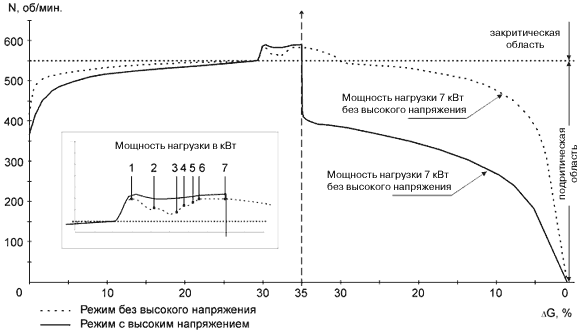 N, об/мин.
закритическая
область
600
550
500
400
300
200
100
Мощность нагрузки 7 кВт
без высокого напряжения
Мощность нагрузки 7 кВт
без высокого напряжения
подритическая
область
Мощность нагрузки в кВт
1 2 3 4 5 6 7
0 10 20 30 35 30 20 10 0
ΔG, %
Режим без высокого напряжения
Режим с высоким напряжением